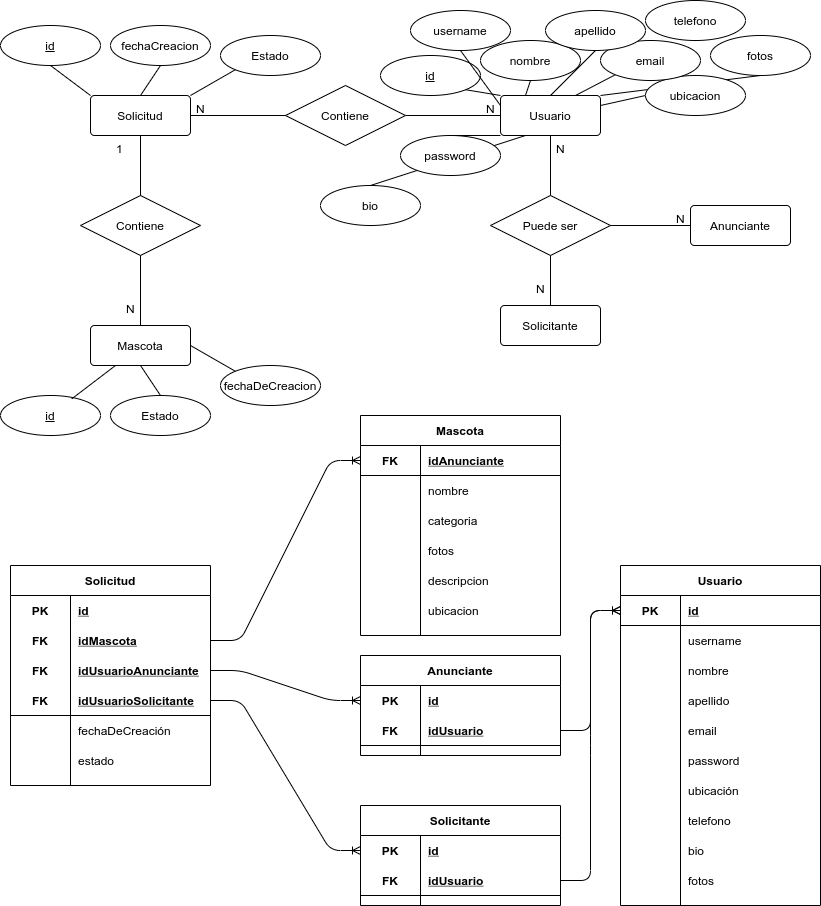 telefono
username
apellido
id
fechaCreacion
Estado
nombre
email
fotos
id
ubicacion
Solicitud
N
Contiene
N
Usuario
1
password
N
bio
Contiene
Puede ser
N
Anunciante
N
N
Solicitante
Mascota
fechaDeCreacion
id
Estado
Mascota
FK idAnunciante
nombre
categoria
fotos
descripcion
ubicacion
Solicitud
PK id
FK idMascota
FK idUsuarioAnunciante
FK idUsuarioSolicitante
fechaDeCreación
estado
Anunciante
PK id
FK idUsuario
Solicitante
PK id
FK idUsuario
Usuario
PK id
username
nombre
apellido
email
password
ubicación
telefono
bio
fotos